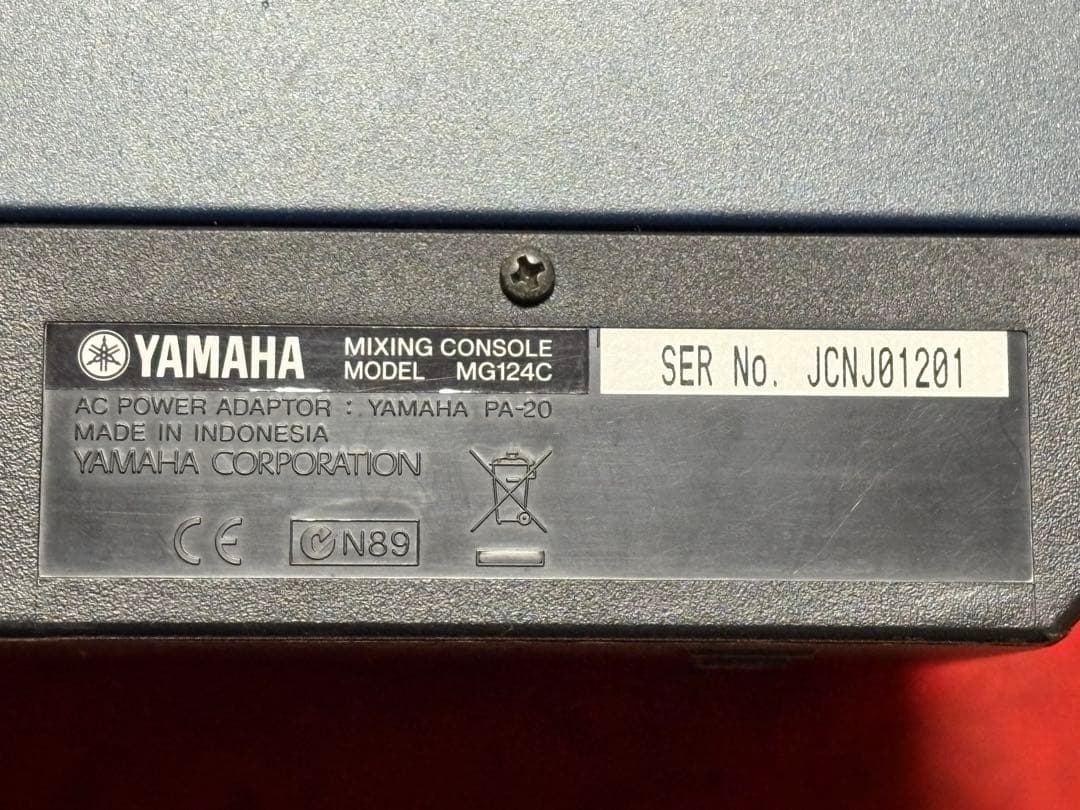 YAMAHA
MIXING CONSOLE
MODEL MG124C
SER No. JCNJ01201
AC POWER ADAPTOR : YAMAHA PA-20
MADE IN INDONESIA
YAMAHA CORPORATION
CE
N89